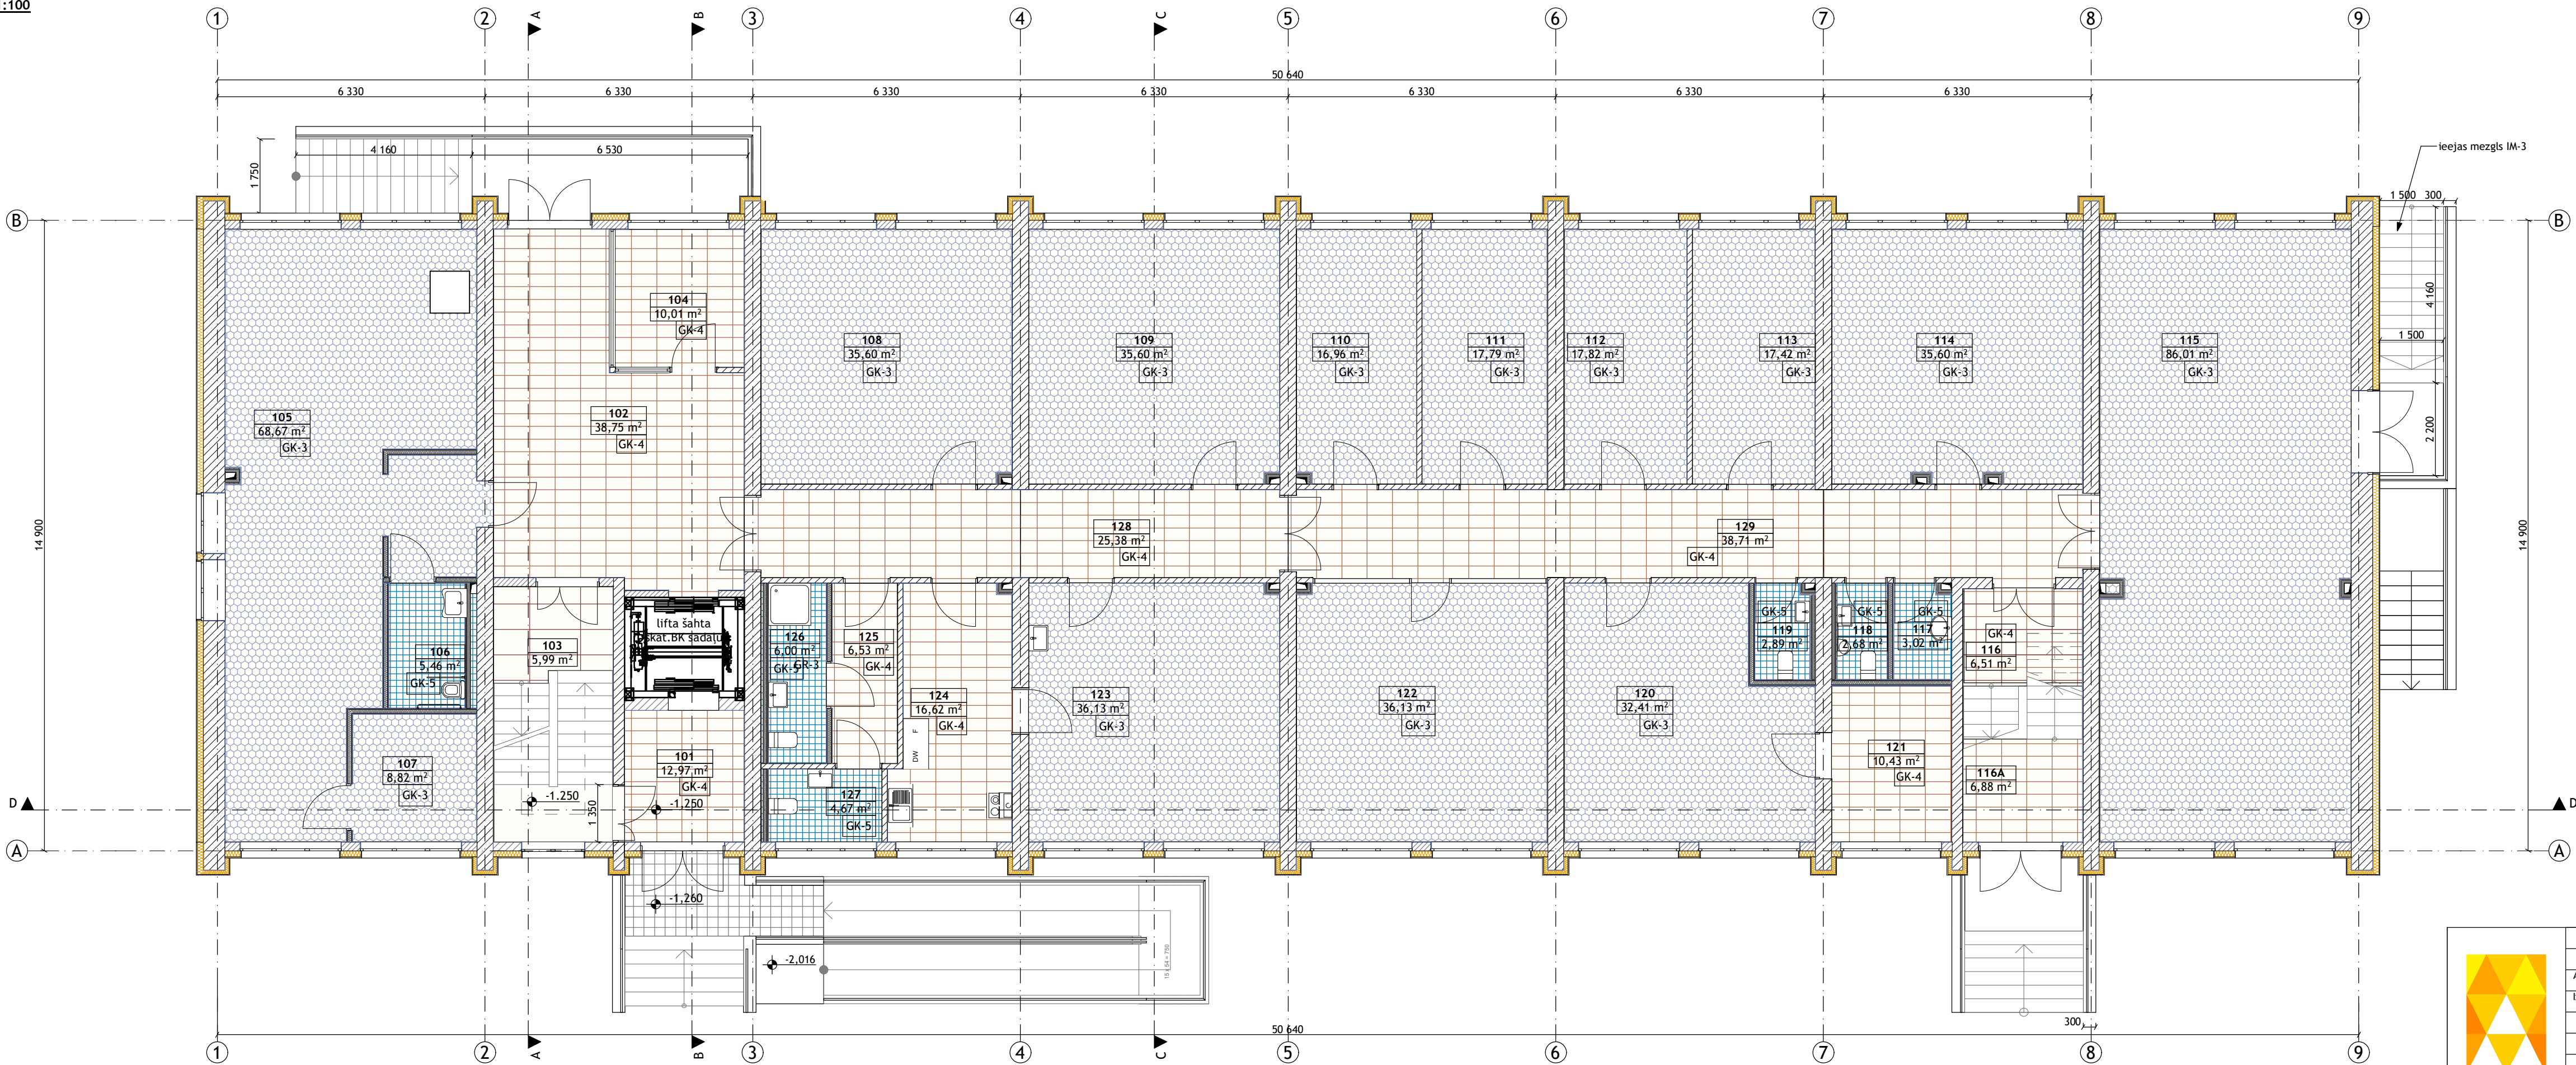 :100
1
2
A
B
3
4
C
5
6
7
8
9
50 640
6 330
6 330
6 330
6 330
6 330
6 330
6 330
4 160
6 530
1 750
ieejas mezgls IM-3
1 500
300
B
B
4 160
1 500
2 200
14 900
14 900
104
10,01 m²
GK-4
108
35,60 m²
GK-3
109
35,60 m²
GK-3
110
16,96 m²
GK-3
111
17,79 m²
GK-3
112
17,82 m²
GK-3
113
17,42 m²
GK-3
114
35,60 m²
GK-3
115
86,01 m²
GK-3
105
68,67 m²
GK-3
102
38,75 m²
GK-4
128
25,38 m²
GK-4
129
38,71 m²
GK-4
lifta šahta
skat.BK sadaļu
103
5,99 m²
106
5,46 m²
GK-5
126
6,00 m²
GK-5
GR-3
125
6,53 m²
GK-4
124
16,62 m²
GK-4
DW
F
123
36,13 m²
GK-3
122
36,13 m²
GK-3
120
32,41 m²
GK-3
GK-5
119
2,89 m²
GK-5
118
2,68 m²
GK-5
117
3,02 m²
GK-4
116
6,51 m²
107
8,82 m²
GK-3
101
12,97 m²
GK-4
127
4,67 m²
GK-5
121
10,43 m²
GK-4
116A
6,88 m²
-1.250
1 350
-1,250
D
D
A
A
-1,260
-2,016
15 x 54 = 750
300
50 640
1
2
A
B
3
4
C
5
6
7
8
9